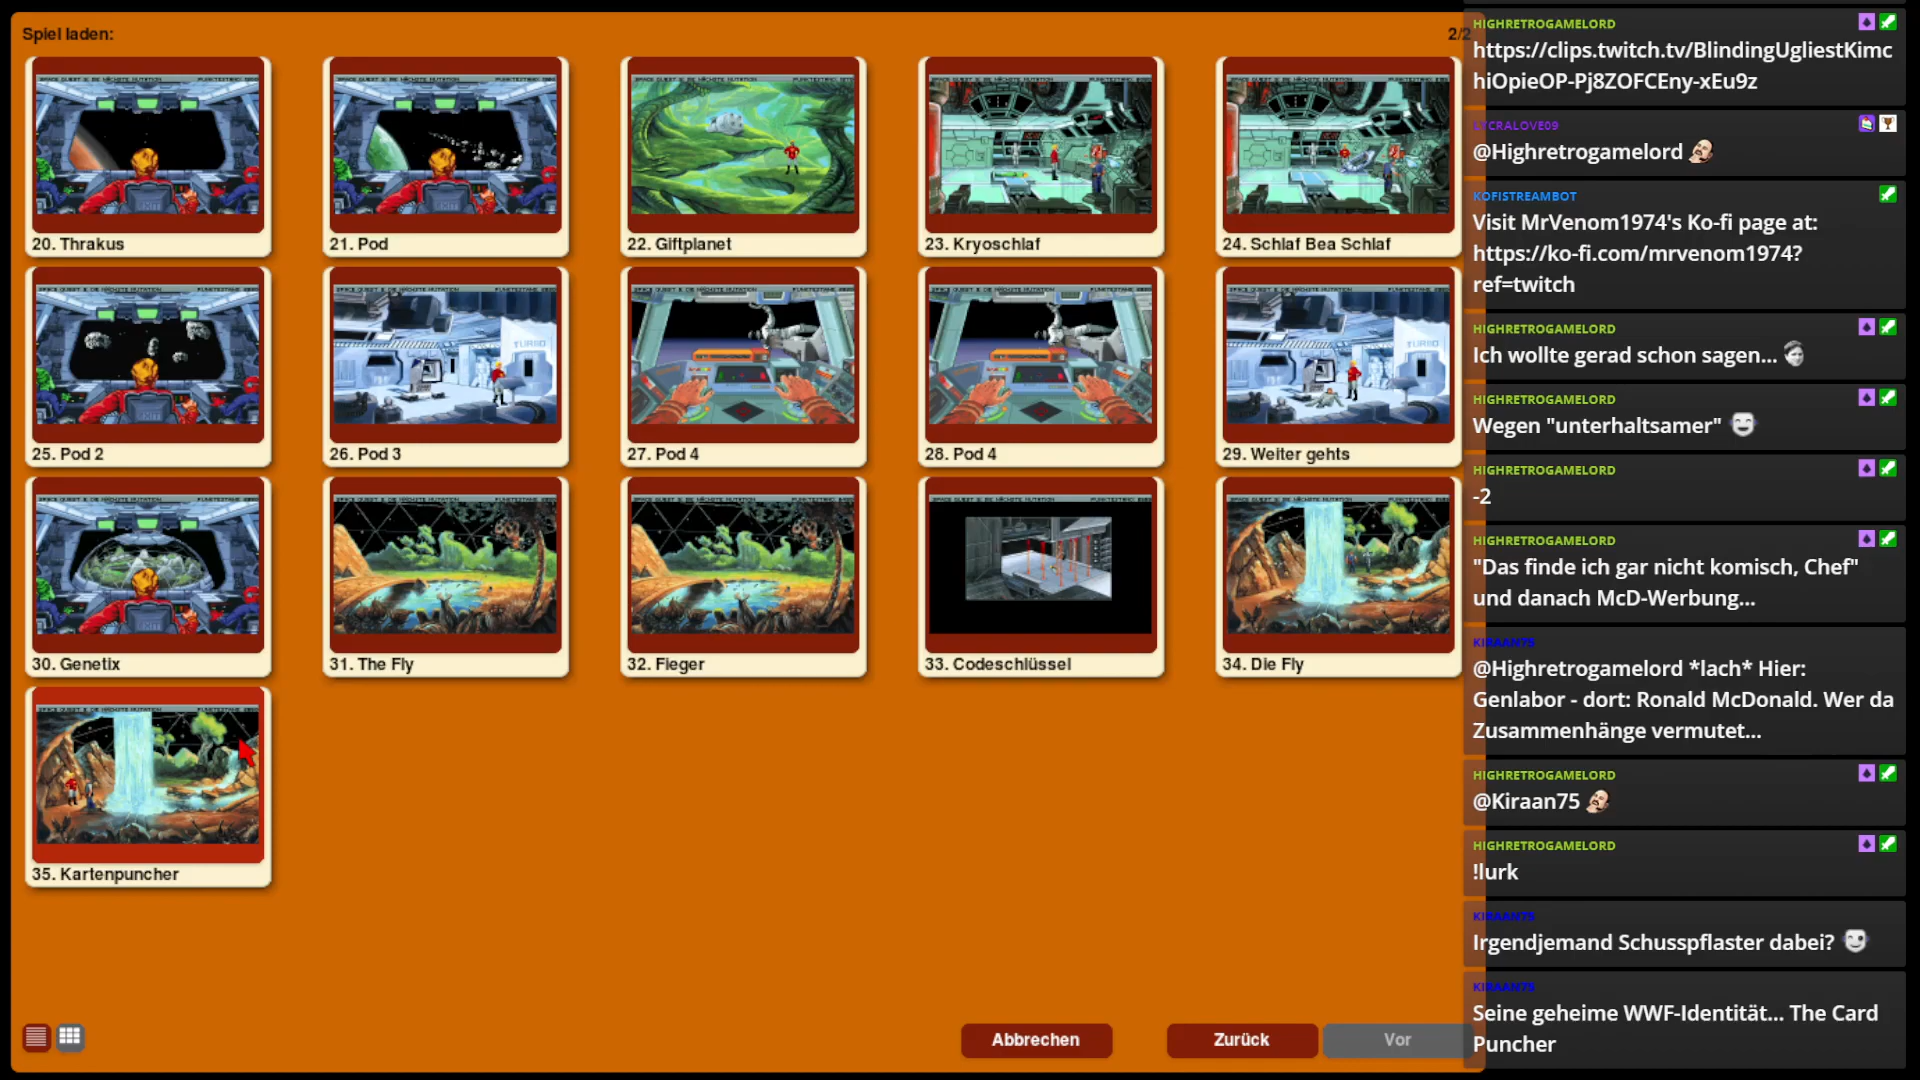 Spiel laden:
2/2
20. Thrakus
21. Pod
22. Giftplanet
23. Kryoschlaf
24. Schlaf Bea Schlaf
25. Pod 2
26. Pod 3
27. Pod 4
28. Pod 4
29. Weiter gehts
30. Genetix
31. The Fly
32. Fieger
33. Codeschlüssel
34. Die Fly
35. Kartenpuncher
Abbrechen
Zurück
Vor
HIGHRETROGAMELORD
https://clips.twitch.tv/BlindingUgliestKimc
hiOpieOP-Pj8ZOFCEny-xEu9z
LYCRALOVE09
@Highretrogamelord
KOFISTREAMBOT
Visit MrVenom1974's Ko-fi page at:
https://ko-fi.com/mrvenom1974?
ref=twitch
HIGHRETROGAMELORD
Ich wollte gerad schon sagen...
HIGHRETROGAMELORD
Wegen "unterhaltsamer"
HIGHRETROGAMELORD
-2
HIGHRETROGAMELORD
"Das finde ich gar nicht komisch, Chef"
und danach McD-Werbung...
KIRAAN75
@Highretrogamelord *lach* Hier:
Genlabor - dort: Ronald McDonald. Wer da
Zusammenhänge vermutet...
HIGHRETROGAMELORD
@Kiraan75
HIGHRETROGAMELORD
!lurk
KIRAAN75
Irgendjemand Schusspflaster dabei?
KIRAAN75
Seine geheime WWF-Identität... The Card
Puncher